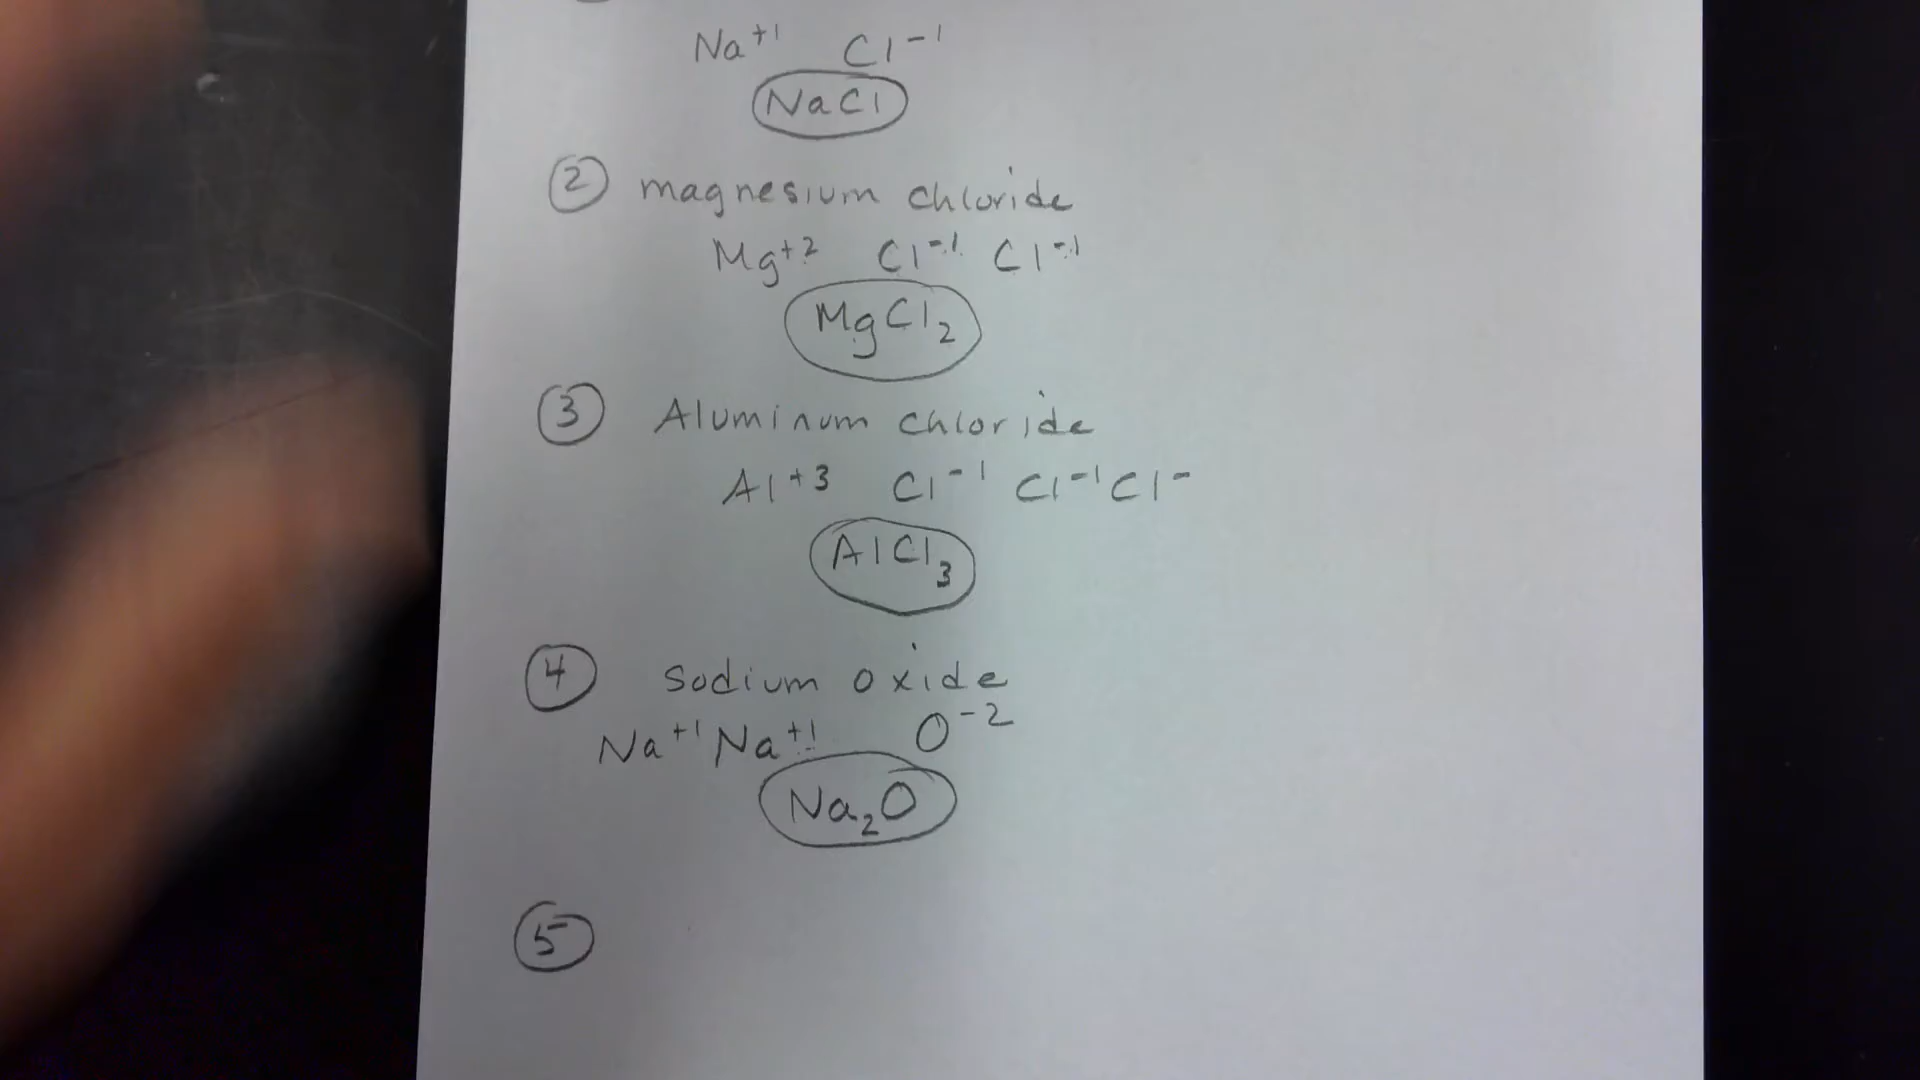 Na+1 Cl-1
NaCl
2 magnesium chloride
Mg+2 Cl-1 Cl-1
MgCl2
3 Aluminum chloride
Al+3 Cl-1 Cl-1 Cl-
AlCl3
4 Sodium oxide
Na+1 Na+1 O-2
Na2O
5